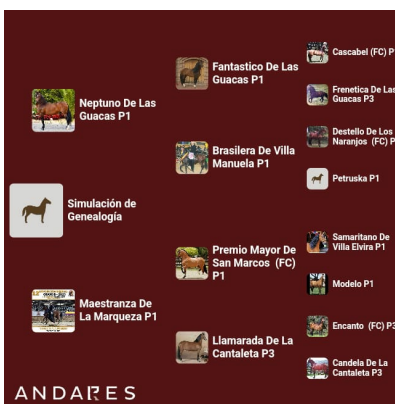 Cascabel (FC) P
Fantastico De Las
Guacas P1
Frenetica De Las
Guacas P3
Neptuno De Las
Guacas P1
Destello De Los
Naranjos (FC) P
Brasilera De Villa
Manuela P1
Petruska P1
Simulación de
Genealogía
Samaritano De
Villa Elvira P1
Premio Mayor De
San Marcos (FC)
P1
Modelo P1
Maestranza De
La Marqueza P1
Encanto (FC) P3
Llamarada De La
Cantaleta P3
Candela De La
Cantaleta P3
ANDARES